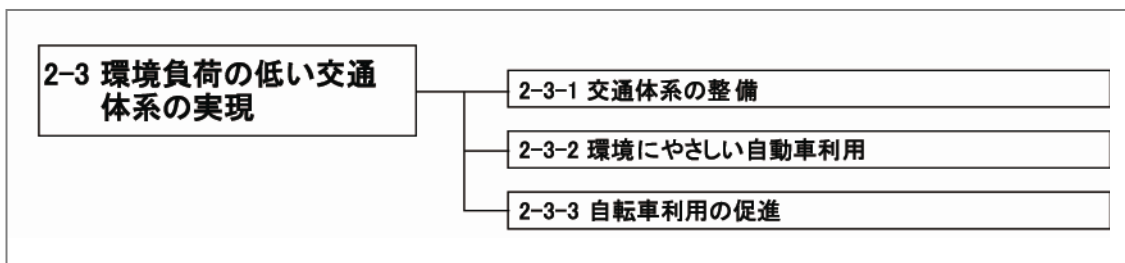 2-3 環境負荷の低い交通
体系の実現
2-3-1 交通体系の整備
2-3-2 環境にやさしい自動車利用
2-3-3 自転車利用の促進